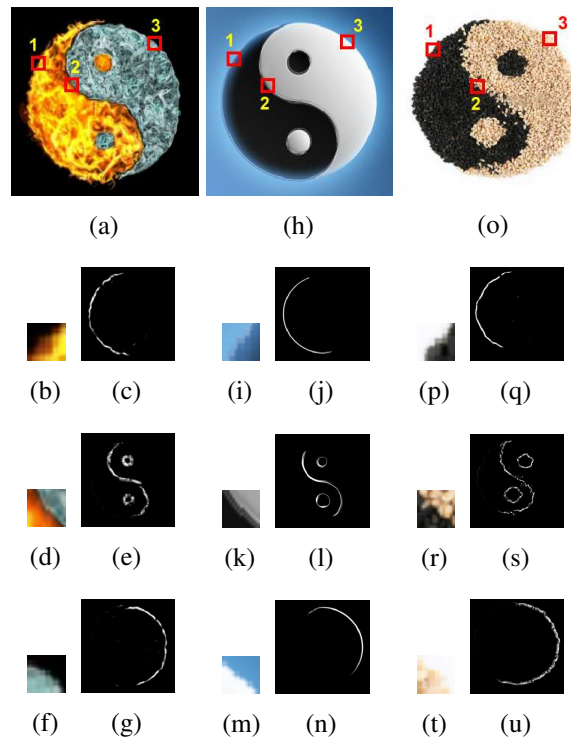 1 2 3 1 2 3 1 2 3
(a) (h) (o)
(b) (c) (i) (j) (p) (q)
(d) (e) (k) (l) (r) (s)
(f) (g) (m) (n) (t) (u)